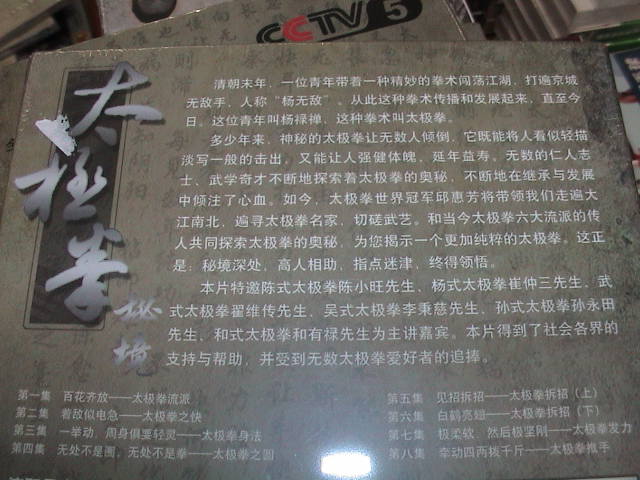 CCTV 5
太极拳
秘境
清朝末年，一位青年带着一种精妙的拳术闯荡江湖，打遍京城
无敌手，人称“杨无敌”。从此这种拳术传播和发展起来，直至今
日。这位青年叫杨禄禅，这种拳术叫太极拳。
多少年来，神秘的太极拳让无数人倾倒，它既能将人看似轻描
淡写一般的击出，又能让人强健体魄、延年益寿。无数的仁人志
士、武学奇才不断地探索着太极拳的奥秘，不断地在继承与发展
中倾注了心血。如今，太极拳世界冠军邱惠芳将带领我们走遍大
江南北，遍寻太极拳名家，切磋武艺。和当今太极拳六大流派的传
人共同探索太极拳的奥秘，为您揭示一个更加纯粹的太极拳。这正
是：秘境深处，高人相助，指点迷津，终得领悟。
本片特邀陈式太极拳陈小旺先生、杨式太极拳崔仲三先生、武
式太极拳翟维传先生、吴式太极拳李秉慈先生、孙式太极拳孙永田
先生、和式太极拳和有禄先生为主讲嘉宾。本片得到了社会各界的
支持与帮助，并受到无数太极拳爱好者的追捧。
第一集 百花齐放——太极拳流派
第二集 着敌似电急——太极拳之快
第三集 一举动，周身俱要轻灵——太极拳身法
第四集 无处不是圈，无处不是拳——太极拳之圆
第五集 见招拆招——太极拳拆招（上）
第六集 白鹤亮翅——太极拳拆招（下）
第七集 极柔软，然后极坚刚——太极拳发力
第八集 牵动四两拨千斤——太极拳推手